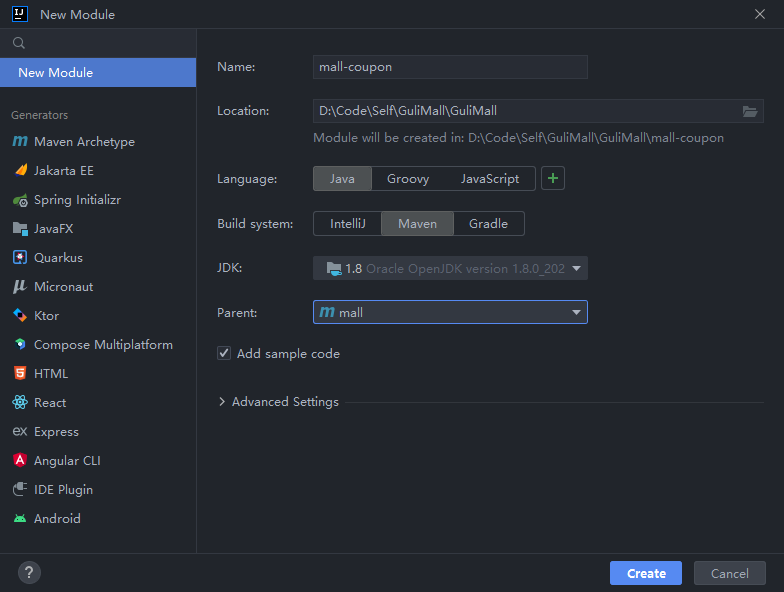 New Module
New Module
Generators
Maven Archetype
Jakarta EE
Spring Initializr
JavaFX
Quarkus
Micronaut
Ktor
Compose Multiplatform
HTML
React
Express
Angular CLI
IDE Plugin
Android
Name: mall-coupon
Location: D:\Code\Self\GuliMall\GuliMall
Module will be created in: D:\Code\Self\GuliMall\GuliMall\mall-coupon
Language: Java Groovy JavaScript +
Build system: IntelliJ Maven Gradle
JDK: 1.8 Oracle OpenJDK version 1.8.0_202
Parent: mall
Add sample code
Advanced Settings
? Create Cancel